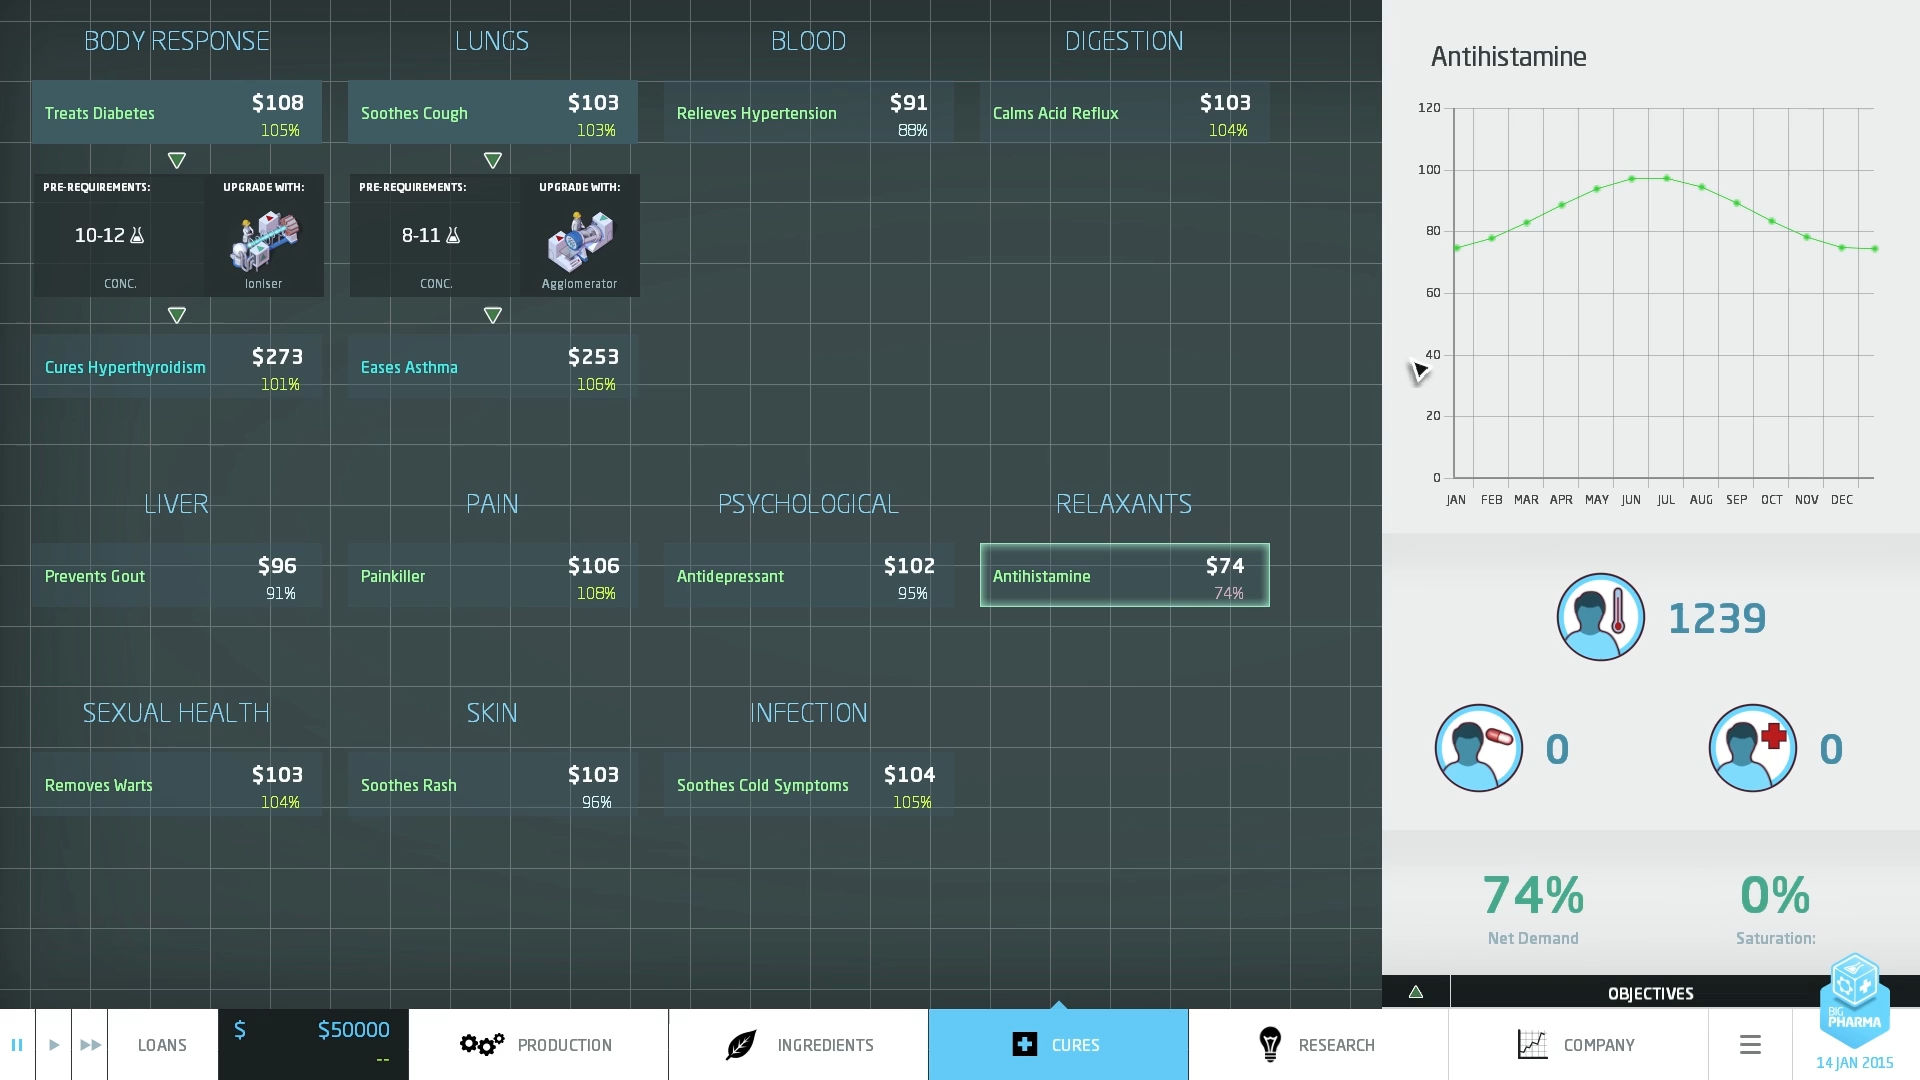 BODY RESPONSE
LUNGS
BLOOD
DIGESTION
Treats Diabetes
$108
105%
Soothes Cough
$103
103%
Relieves Hypertension
$91
88%
Calms Acid Reflux
$103
104%
PRE-REQUIREMENTS:
UPGRADE WITH:
10-12
CONC.
Ioniser
PRE-REQUIREMENTS:
UPGRADE WITH:
8-11
CONC.
Agglomerator
Cures Hyperthyroidism
$273
101%
Eases Asthma
$253
106%
LIVER
PAIN
PSYCHOLOGICAL
RELAXANTS
Prevents Gout
$96
91%
Painkiller
$106
108%
Antidepressant
$102
95%
Antihistamine
$74
74%
SEXUAL HEALTH
SKIN
INFECTION
Removes Warts
$103
104%
Soothes Rash
$103
96%
Soothes Cold Symptoms
$104
105%
Antihistamine
120
100
80
60
40
20
0
JAN FEB MAR APR MAY JUN JUL AUG SEP OCT NOV DEC
1239
0
0
74%
Net Demand
0%
Saturation:
OBJECTIVES
LOANS
$ $50000
--
PRODUCTION
INGREDIENTS
CURES
RESEARCH
COMPANY
BIG
PHARMA
14 JAN 2015